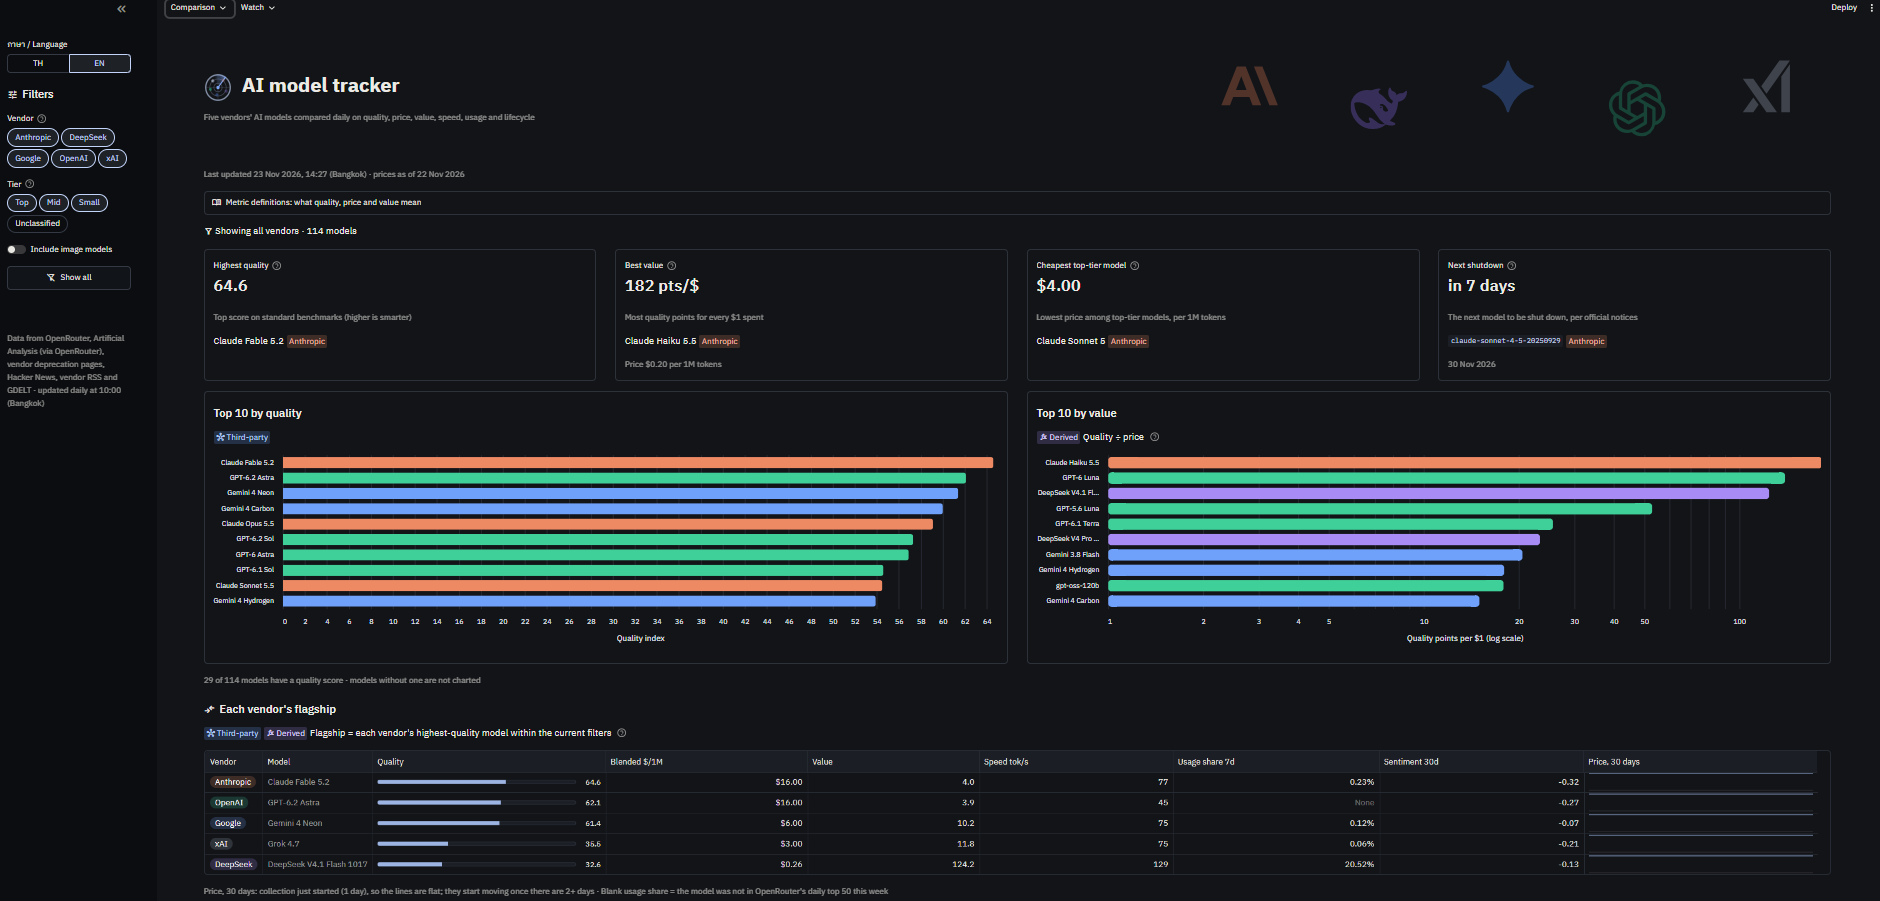 Comparison
Watch
Deploy
ภาษา / Language
TH
EN
Filters
Vendor
Anthropic
DeepSeek
Google
OpenAI
xAI
Tier
Top
Mid
Small
Unclassified
Include image models
Show all
Data from OpenRouter, Artificial
Analysis (via OpenRouter),
vendor deprecation pages,
Hacker News, vendor RSS and
GDELT · updated daily at 10:00
(Bangkok)
AI model tracker
Five vendors' AI models compared daily on quality, price, value, speed, usage and lifecycle
Last updated 23 Nov 2026, 14:27 (Bangkok) · prices as of 22 Nov 2026
Metric definitions: what quality, price and value mean
Showing all vendors · 114 models
Highest quality
64.6
Top score on standard benchmarks (higher is smarter)
Claude Fable 5.2 Anthropic
Best value
182 pts/$
Most quality points for every $1 spent
Claude Haiku 5.5 Anthropic
Price $0.20 per 1M tokens
Cheapest top-tier model
$4.00
Lowest price among top-tier models, per 1M tokens
Claude Sonnet 5 Anthropic
Next shutdown
in 7 days
The next model to be shut down, per official notices
claude-sonnet-4-5-20250929 Anthropic
30 Nov 2026
Top 10 by quality
Third-party
Claude Fable 5.2
GPT-6.2 Astra
Gemini 4 Neon
Gemini 4 Carbon
Claude Opus 5.5
GPT-6.2 Sol
GPT-6 Astra
GPT-6.1 Sol
Claude Sonnet 5.5
Gemini 4 Hydrogen
0 2 4 6 8 10 12 14 16 18 20 22 24 26 28 30 32 34 36 38 40 42 44 46 48 50 52 54 56 58 60 62 64
Quality index
Top 10 by value
Derived Quality ÷ price
Claude Haiku 5.5
GPT-6 Luna
DeepSeek V4.1 Fl...
GPT-5.6 Luna
GPT-6.1 Terra
DeepSeek V4 Pro ...
Gemini 3.8 Flash
Gemini 4 Hydrogen
gpt-oss-120b
Gemini 4 Carbon
1 2 3 4 5 10 20 30 40 50 100
Quality points per $1 (log scale)
29 of 114 models have a quality score · models without one are not charted
Each vendor's flagship
Third-party Derived Flagship = each vendor's highest-quality model within the current filters
Vendor Model Quality Blended $/1M Value Speed tok/s Usage share 7d Sentiment 30d Price, 30 days
Anthropic Claude Fable 5.2 64.6 $16.00 4.0 77 0.23% -0.32
OpenAI GPT-6.2 Astra 62.1 $16.00 3.9 45 None -0.27
Google Gemini 4 Neon 61.4 $6.00 10.2 75 0.12% -0.07
xAI Grok 4.7 35.5 $3.00 11.8 75 0.06% -0.21
DeepSeek DeepSeek V4.1 Flash 1017 32.6 $0.26 124.2 129 20.52% -0.13
Price, 30 days: collection just started (1 day), so the lines are flat; they start moving once there are 2+ days · Blank usage share = the model was not in OpenRouter's daily top 50 this week